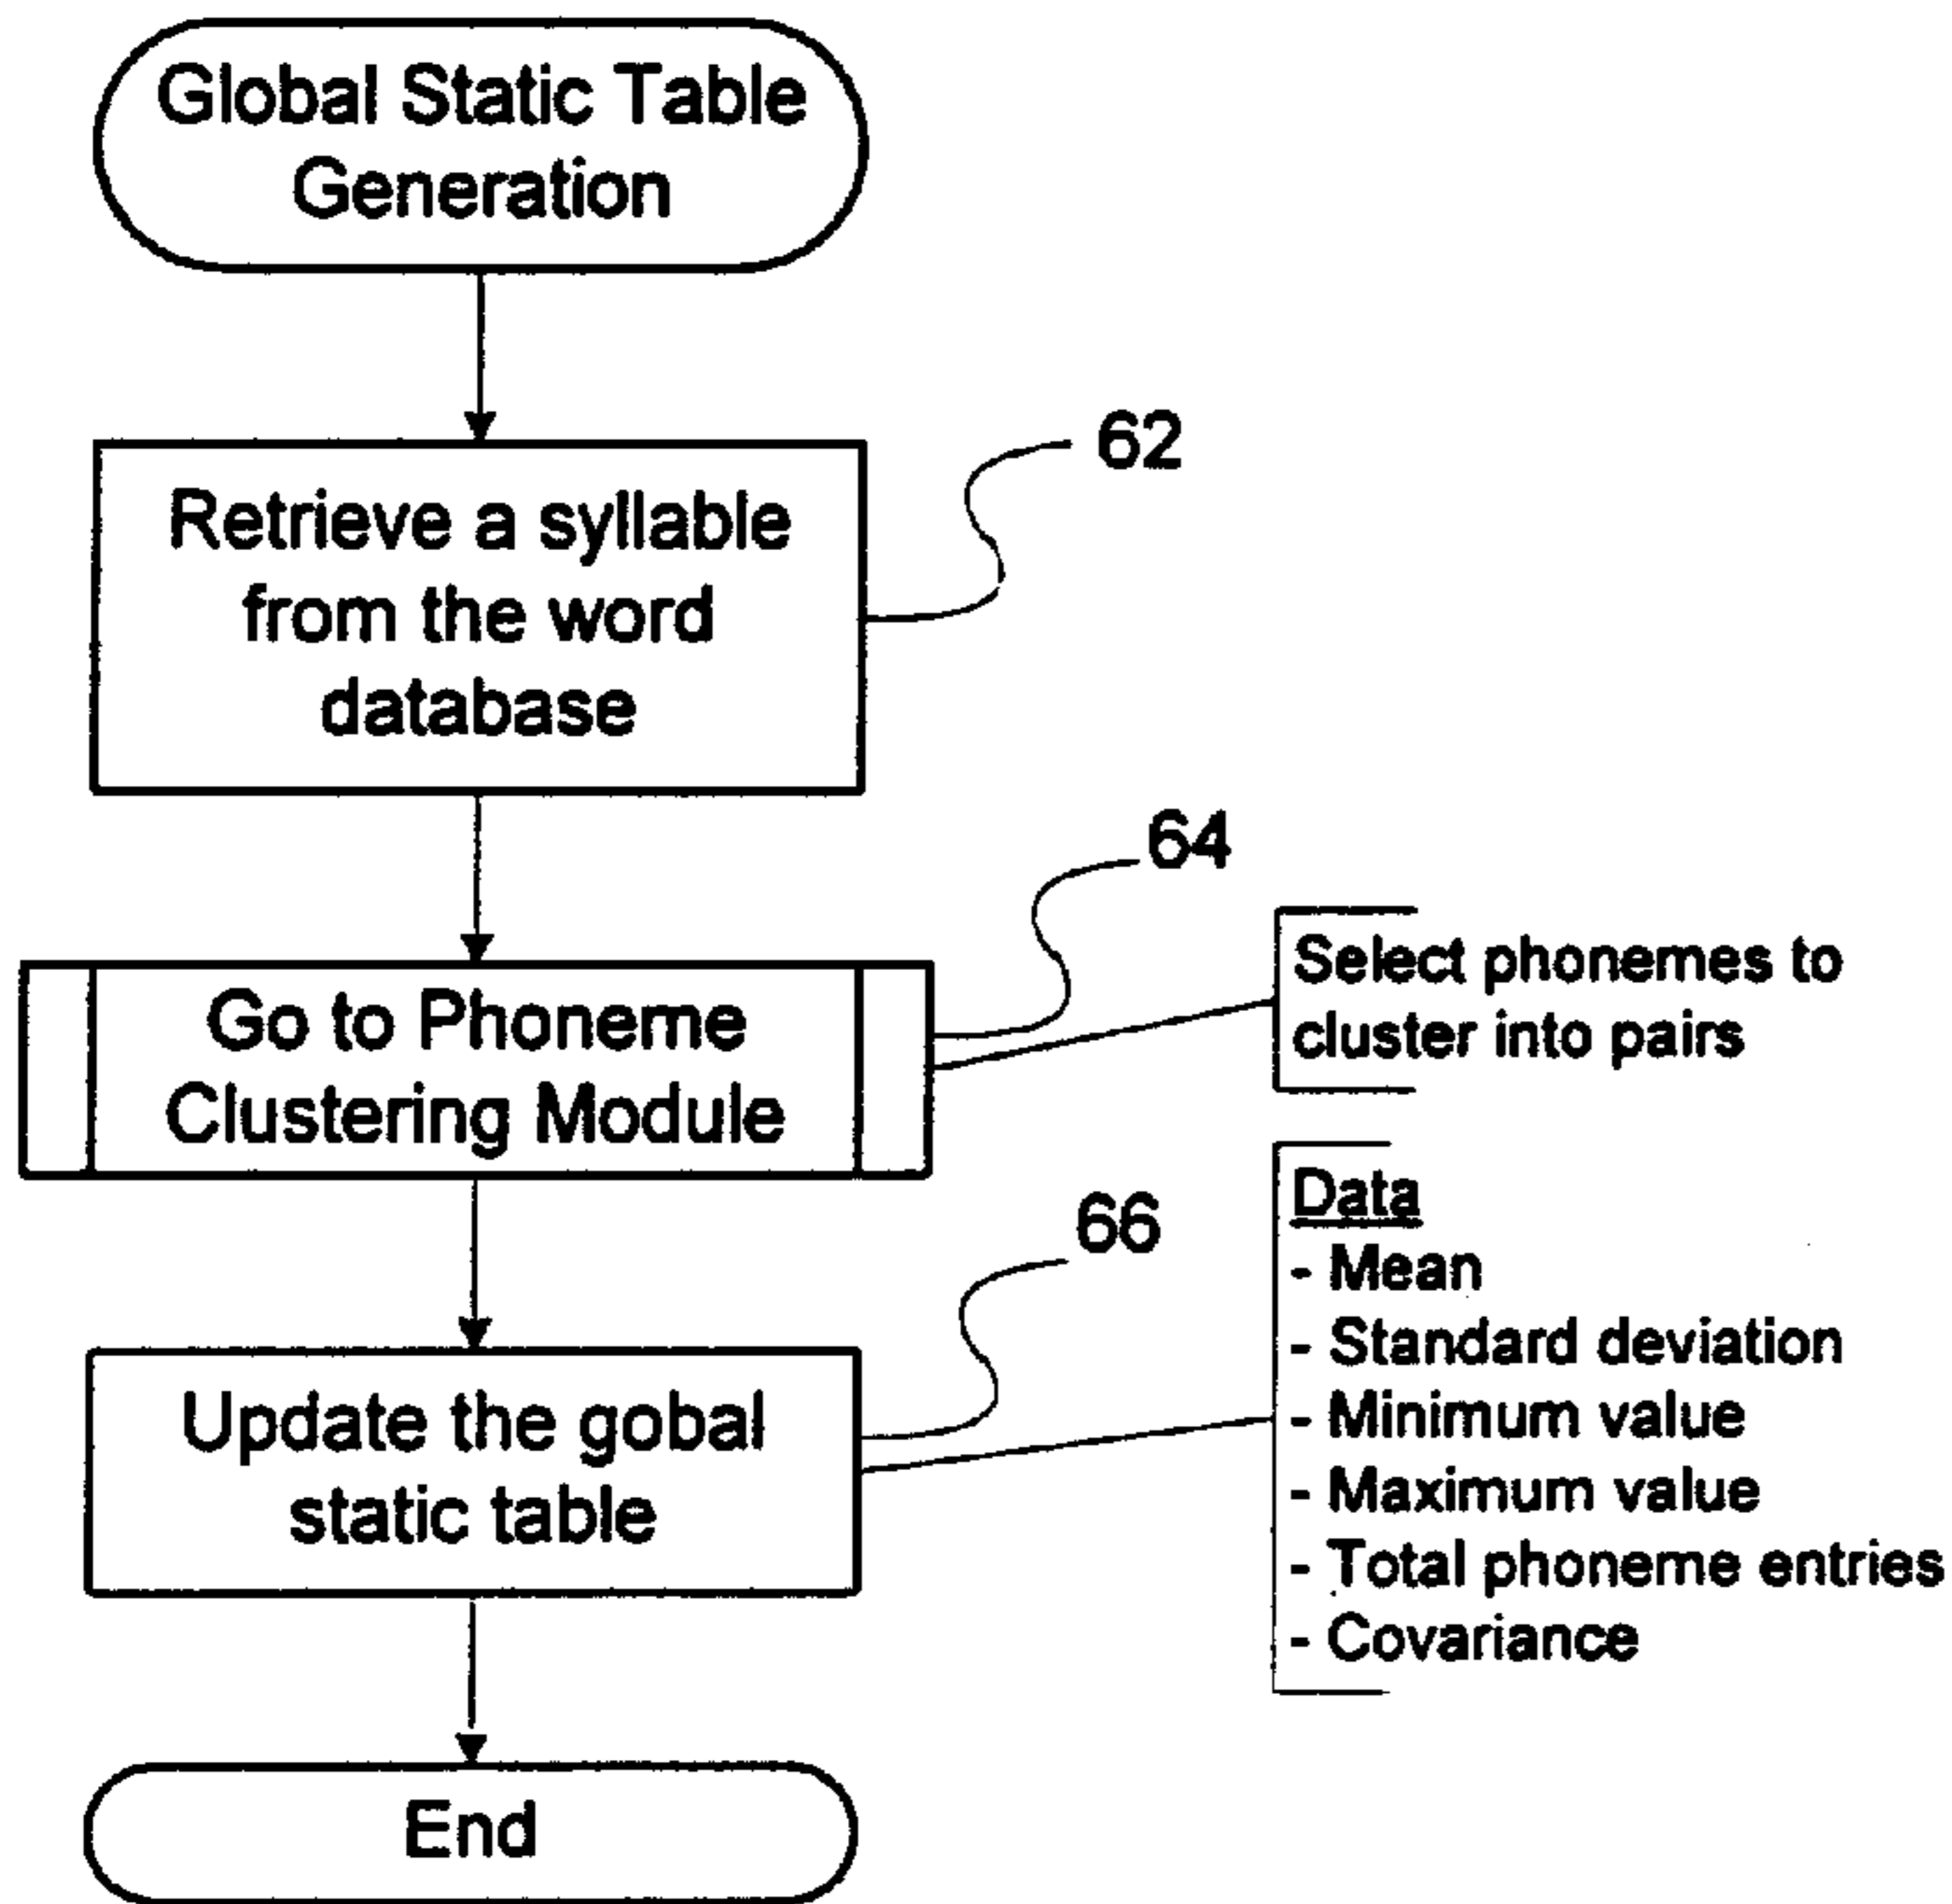 Global Static Table
Generation
62
Retrieve a syllable
from the word
database
64
Go to Phoneme
Clustering Module
Select phonemes to
cluster into pairs
66
Update the gobal
static table
Data
- Mean
- Standard deviation
- Minimum value
- Maximum value
- Total phoneme entries
- Covariance
End